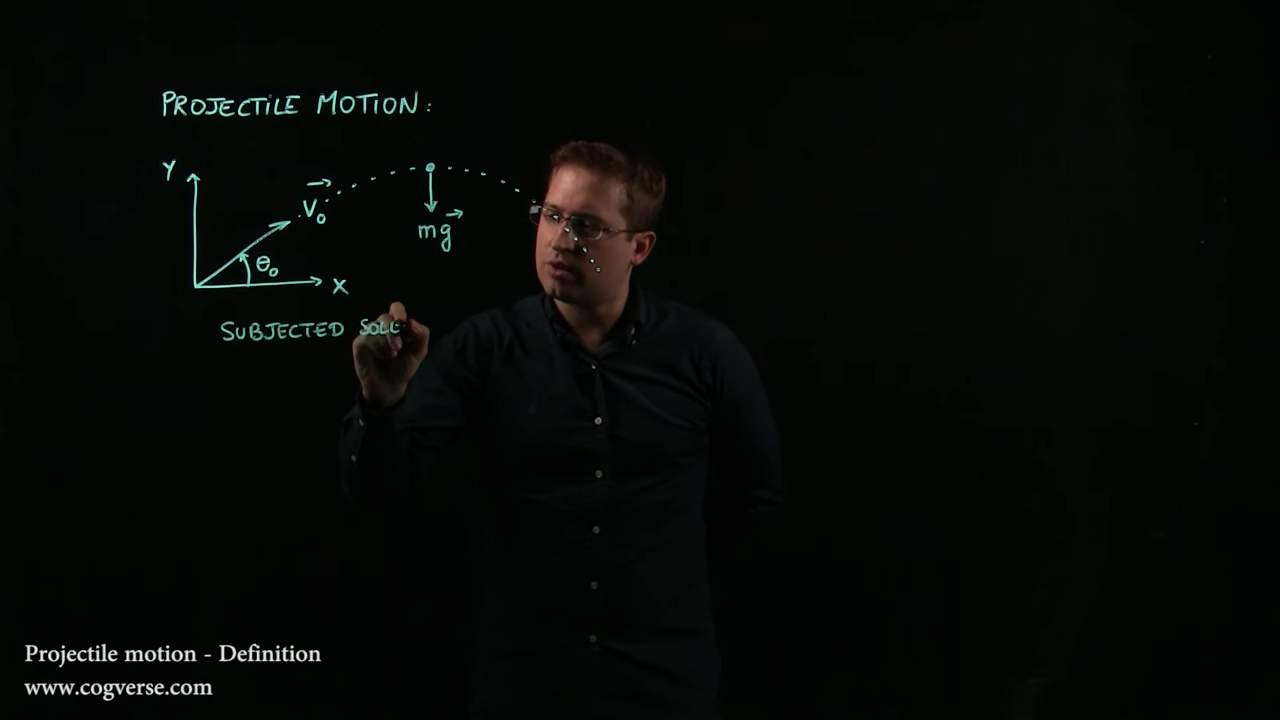 PROJECTILE MOTION:
Y
V₀
θ₀
mg
X
SUBJECTED SOLE
Projectile motion - Definition
www.cogverse.com